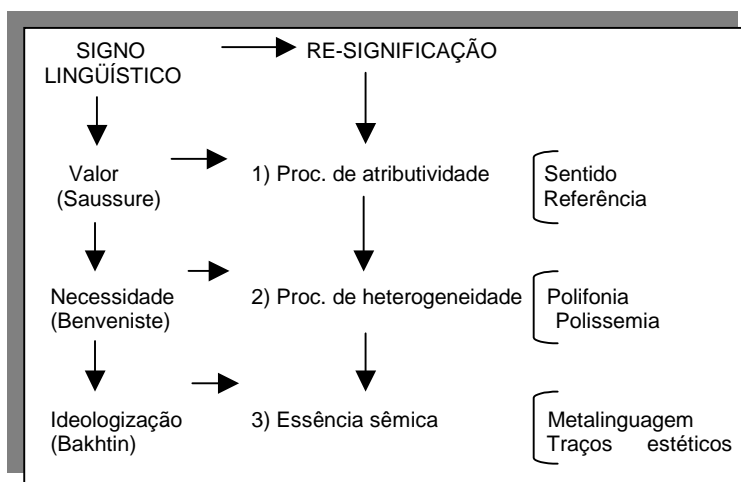 SIGNO RE-SIGNIFICAÇÃO
LINGÜÍSTICO
Valor 1) Proc. de atributividade Sentido
(Saussure) Referência
Necessidade 2) Proc. de heterogeneidade Polifonia
(Benveniste) Polissemia
Ideologização 3) Essência sêmica Metalinguagem
(Bakhtin) Traços estéticos